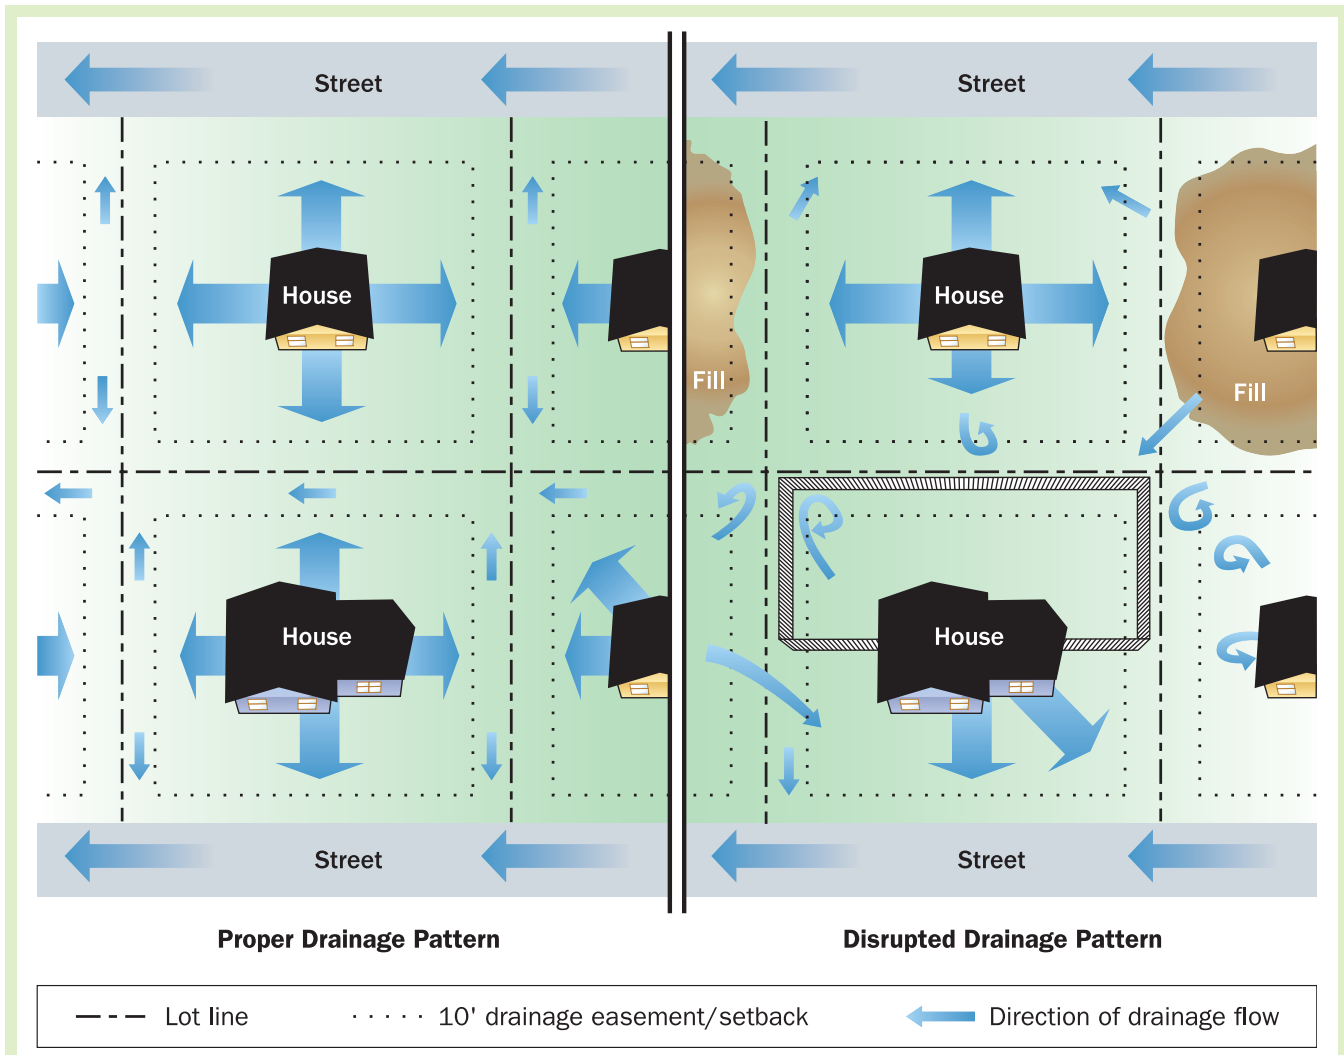 Street
Street
House
House
Fill
Fill
House
House
Street
Street
Proper Drainage Pattern
Disrupted Drainage Pattern
Lot line
10' drainage easement/setback
Direction of drainage flow